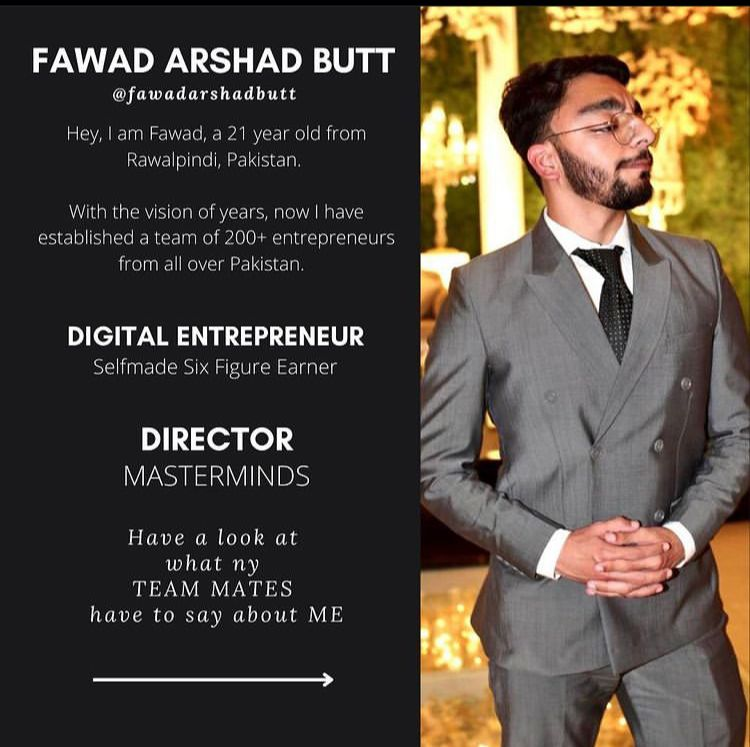 FAWAD ARSHAD BUTT
@fawadarshadbutt
Hey, I am Fawad, a 21 year old from
Rawalpindi, Pakistan.
With the vision of years, now I have
established a team of 200+ entrepreneurs
from all over Pakistan.
DIGITAL ENTREPRENEUR
Selfmade Six Figure Earner
DIRECTOR
MASTERMINDS
Have a look at
what ny
TEAM MATES
have to say about ME